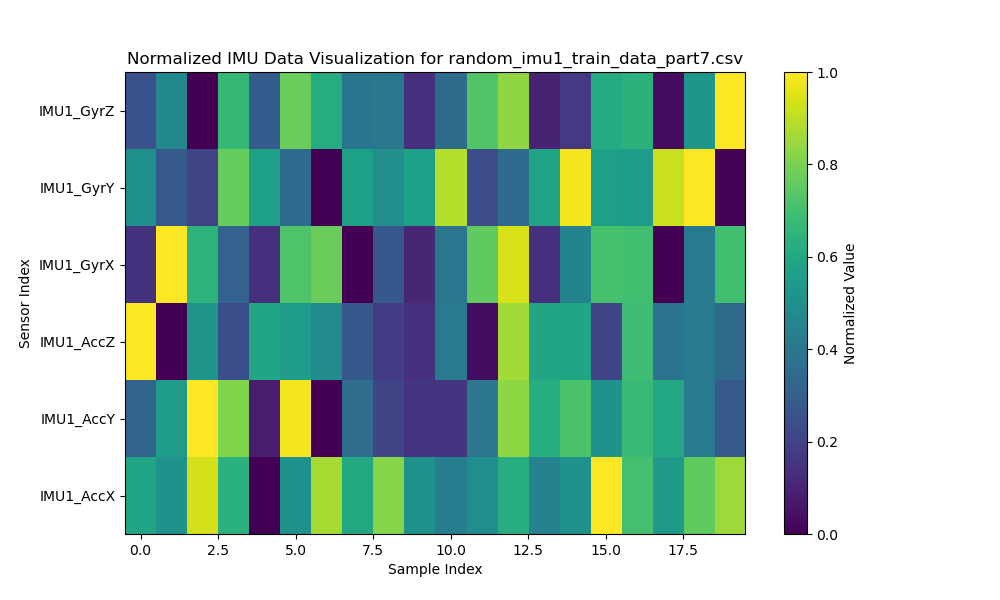 Normalized IMU Data Visualization for random_imu1_train_data_part7.csv
IMU1_GyrZ
IMU1_GyrY
IMU1_GyrX
IMU1_AccZ
IMU1_AccY
IMU1_AccX
Sensor Index
0.0
2.5
5.0
7.5
10.0
12.5
15.0
17.5
Sample Index
1.0
0.8
0.6
0.4
0.2
0.0
Normalized Value